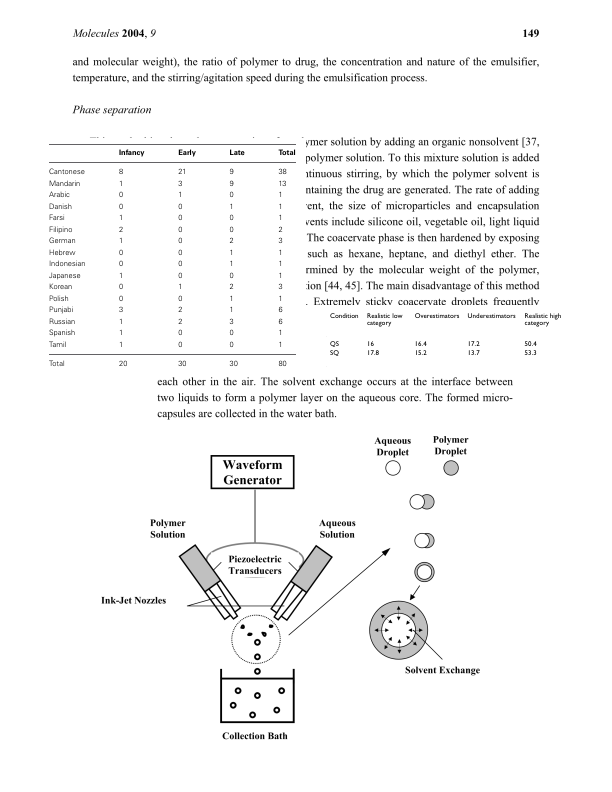 Molecules 2004, 9 149
and molecular weight), the ratio of polymer to drug, the concentration and nature of the emulsifier,
temperature, and the stirring/agitation speed during the emulsification process.
Phase separation
ymer solution by adding an organic nonsolvent [37,
polymer solution. To this mixture solution is added
ntinuous stirring, by which the polymer solvent is
ntaining the drug are generated. The rate of adding
ent, the size of microparticles and encapsulation
vents include silicone oil, vegetable oil, light liquid
The coacervate phase is then hardened by exposing
such as hexane, heptane, and diethyl ether. The
rmined by the molecular weight of the polymer,
ion [44, 45]. The main disadvantage of this method
. Extremely sticky coacervate droplets frequently
Infancy Early Late Total
Cantonese 8 21 9 38
Mandarin 1 3 9 13
Arabic 0 1 0 1
Danish 0 0 1 1
Farsi 1 0 0 1
Filipino 2 0 0 2
German 1 0 2 3
Hebrew 0 0 1 1
Indonesian 0 0 1 1
Japanese 1 0 0 1
Korean 0 1 2 3
Polish 0 0 1 1
Punjabi 3 2 1 6
Russian 1 2 3 6
Spanish 1 0 0 1
Tamil 1 0 0 1
Total 20 30 30 80
Condition Realistic low Overestimators Underestimators Realistic high
category category
QS 16 16.4 17.2 50.4
SQ 17.8 15.2 13.7 53.3
each other in the air. The solvent exchange occurs at the interface between
two liquids to form a polymer layer on the aqueous core. The formed micro-
capsules are collected in the water bath.
Aqueous
Droplet
Polymer
Droplet
Waveform
Generator
Polymer
Solution
Aqueous
Solution
Piezoelectric
Transducers
Ink-Jet Nozzles
Solvent Exchange
Collection Bath